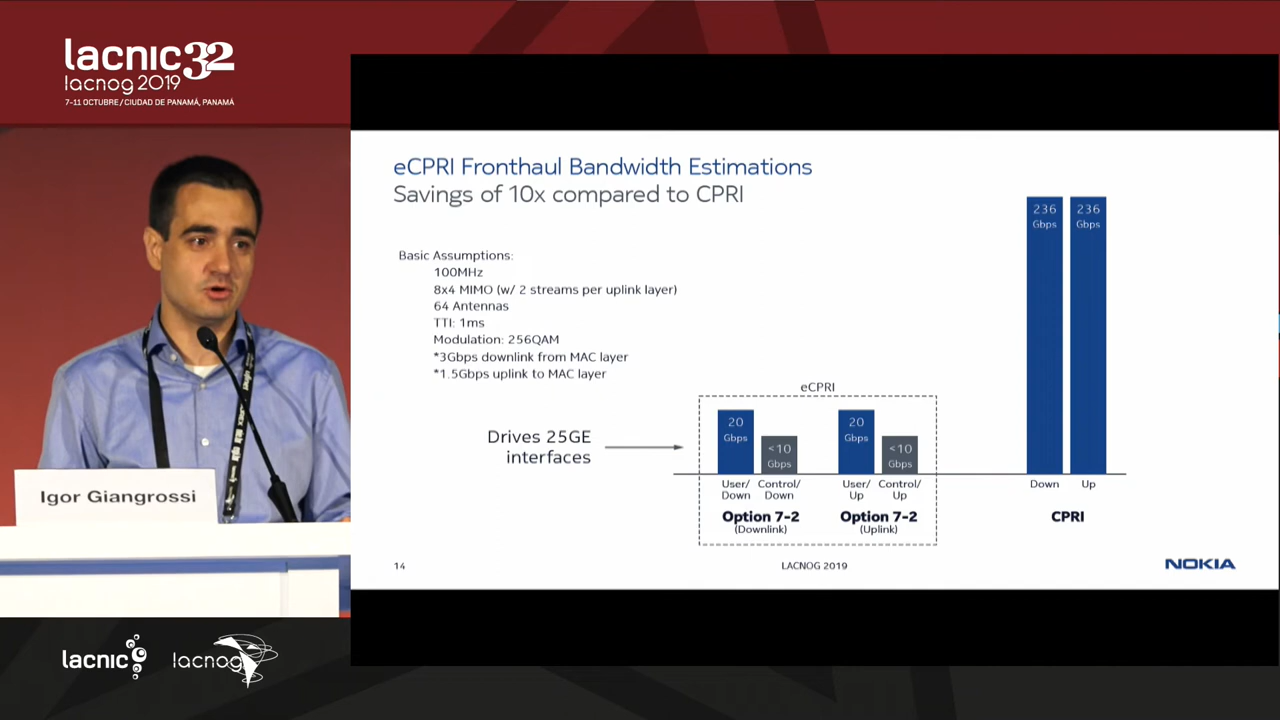 lacnic32
lacnog 2019
7-11 OCTUBRE / CIUDAD DE PANAMÁ, PANAMÁ
eCPRI Fronthaul Bandwidth Estimations
Savings of 10x compared to CPRI
Basic Assumptions:
100MHz
8x4 MIMO (w/ 2 streams per uplink layer)
64 Antennas
TTI: 1ms
Modulation: 256QAM
*3Gbps downlink from MAC layer
*1.5Gbps uplink to MAC layer
Drives 25GE
interfaces
eCPRI
20
Gbps
<10
Gbps
20
Gbps
<10
Gbps
236
Gbps
236
Gbps
User/
Down
Control/
Down
User/
Up
Control/
Up
Down
Up
Option 7-2
(Downlink)
Option 7-2
(Uplink)
CPRI
14
LACNOG 2019
NOKIA
Igor Giangrossi
lacnic
lacnog